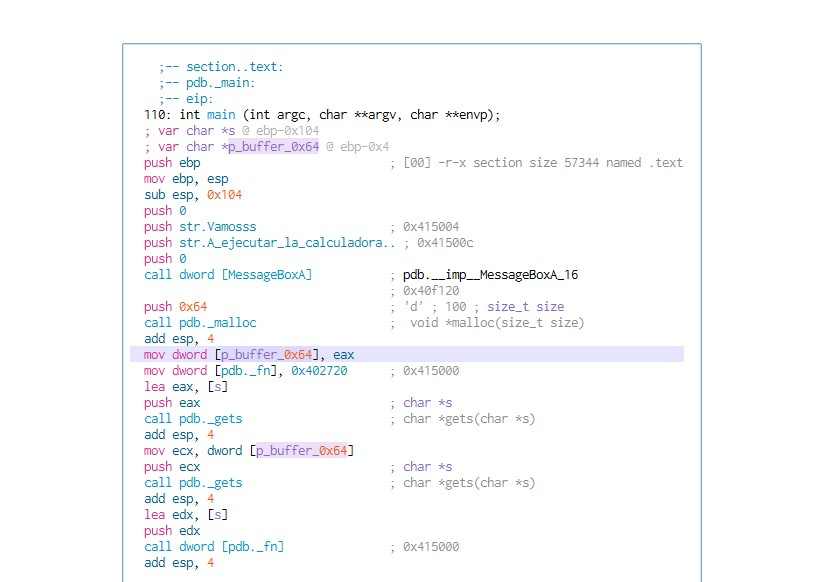 ;-- section..text:
;-- pdb._main:
;-- eip:
110: int main (int argc, char **argv, char **envp);
; var char *s @ ebp-0x104
; var char *p_buffer_0x64 @ ebp-0x4
push ebp ; [00] -r-x section size 57344 named .text
mov ebp, esp
sub esp, 0x104
push 0
push str.Vamosss ; 0x415004
push str.A_ejecutar_la_calculadora.. ; 0x41500c
push 0
call dword [MessageBoxA] ; pdb.__imp__MessageBoxA_16
; 0x40f120
push 0x64 ; 'd' ; 100 ; size_t size
call pdb._malloc ;  void *malloc(size_t size)
add esp, 4
mov dword [p_buffer_0x64], eax
mov dword [pdb._fn], 0x402720 ; 0x415000
lea eax, [s]
push eax ; char *s
call pdb._gets ; char *gets(char *s)
add esp, 4
mov ecx, dword [p_buffer_0x64]
push ecx ; char *s
call pdb._gets ; char *gets(char *s)
add esp, 4
lea edx, [s]
push edx
call dword [pdb._fn] ; 0x415000
add esp, 4